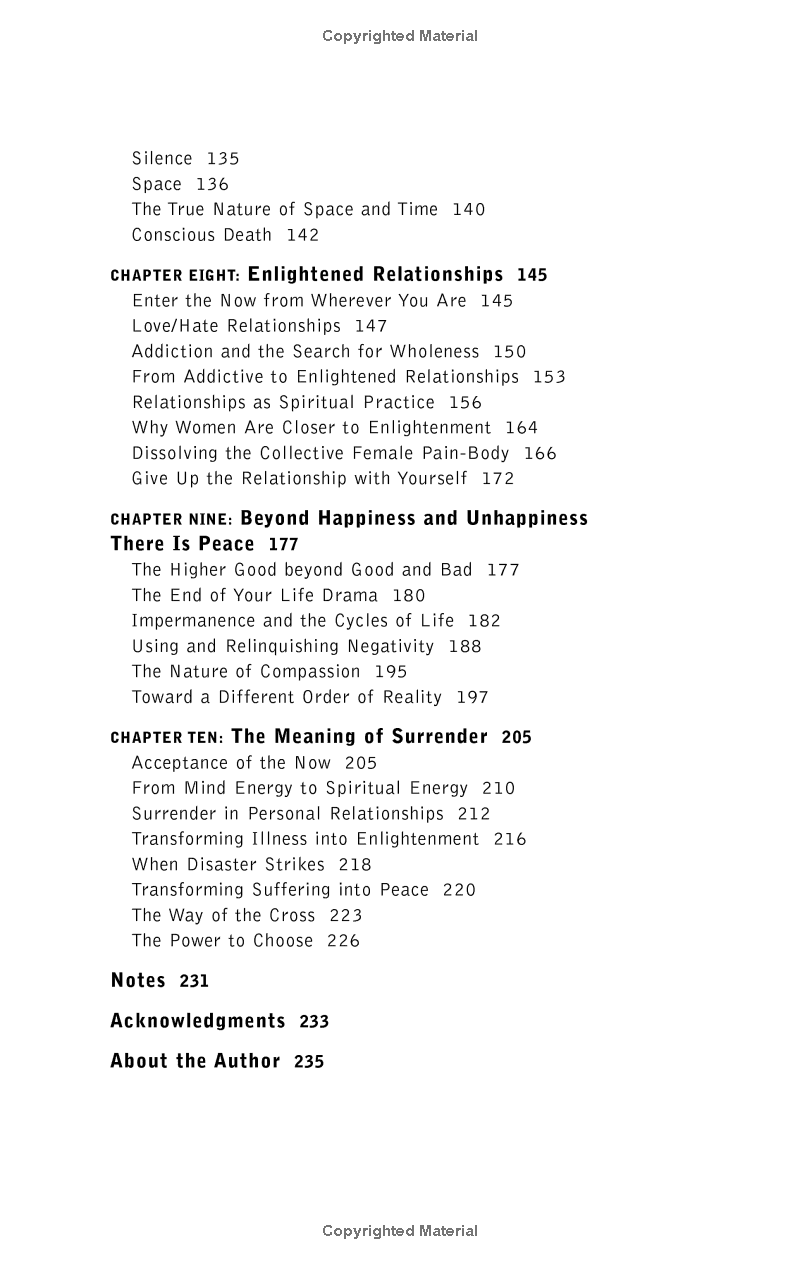 Copyrighted Material
Silence 135
Space 136
The True Nature of Space and Time 140
Conscious Death 142
CHAPTER EIGHT: Enlightened Relationships 145
Enter the Now from Wherever You Are 145
Love/Hate Relationships 147
Addiction and the Search for Wholeness 150
From Addictive to Enlightened Relationships 153
Relationships as Spiritual Practice 156
Why Women Are Closer to Enlightenment 164
Dissolving the Collective Female Pain-Body 166
Give Up the Relationship with Yourself 172
CHAPTER NINE: Beyond Happiness and Unhappiness
There Is Peace 177
The Higher Good beyond Good and Bad 177
The End of Your Life Drama 180
Impermanence and the Cycles of Life 182
Using and Relinquishing Negativity 188
The Nature of Compassion 195
Toward a Different Order of Reality 197
CHAPTER TEN: The Meaning of Surrender 205
Acceptance of the Now 205
From Mind Energy to Spiritual Energy 210
Surrender in Personal Relationships 212
Transforming Illness into Enlightenment 216
When Disaster Strikes 218
Transforming Suffering into Peace 220
The Way of the Cross 223
The Power to Choose 226
Notes 231
Acknowledgments 233
About the Author 235
Copyrighted Material